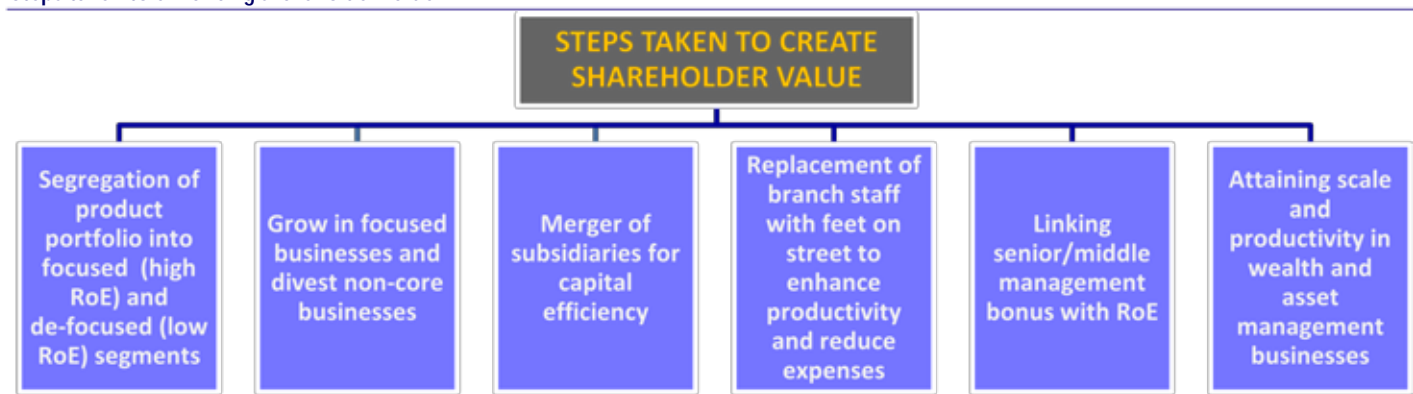 STEPS TAKEN TO CREATE
SHAREHOLDER VALUE
Segregation of
product
portfolio into
focused (high
RoE) and
de-focused (low
RoE) segments
Grow in focused
businesses and
divest non-core
businesses
Merger of
subsidiaries for
capital
efficiency
Replacement of
branch staff
with feet on
street to
enhance
productivity
and reduce
expenses
Linking
senior/middle
management
bonus with RoE
Attaining scale
and
productivity in
wealth and
asset
management
businesses